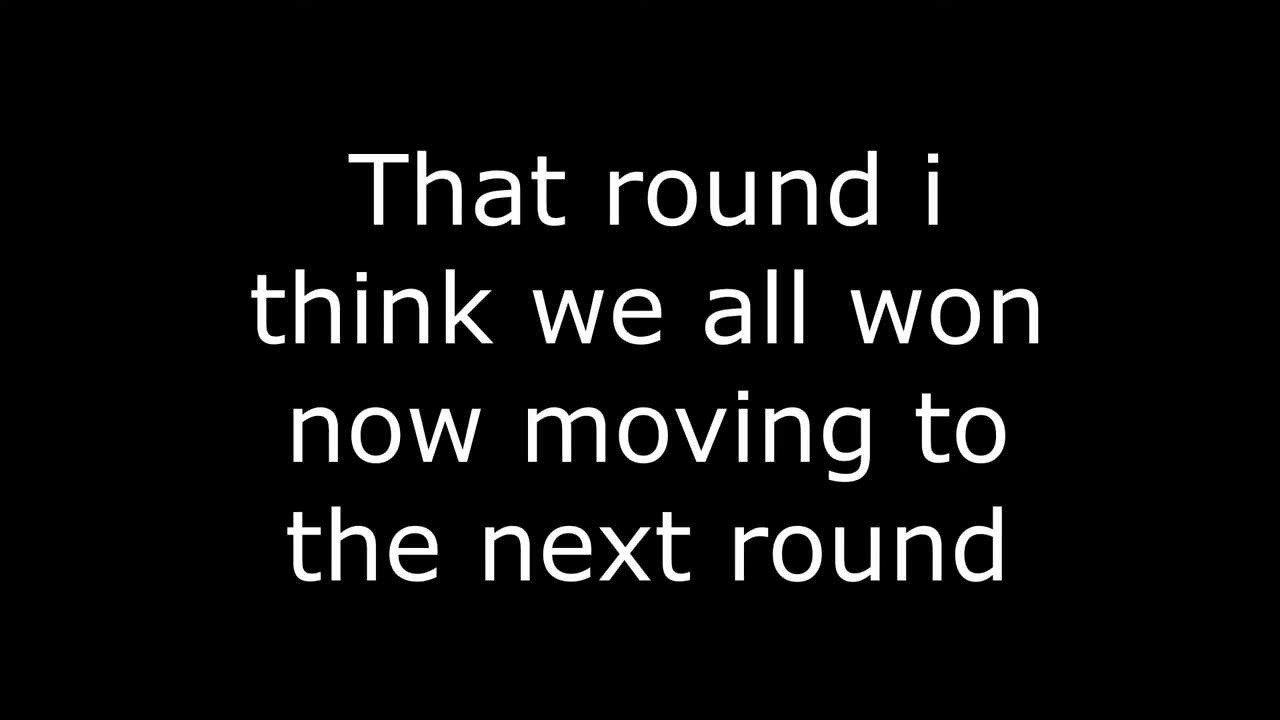 That round i
think we all won
now moving to
the next round